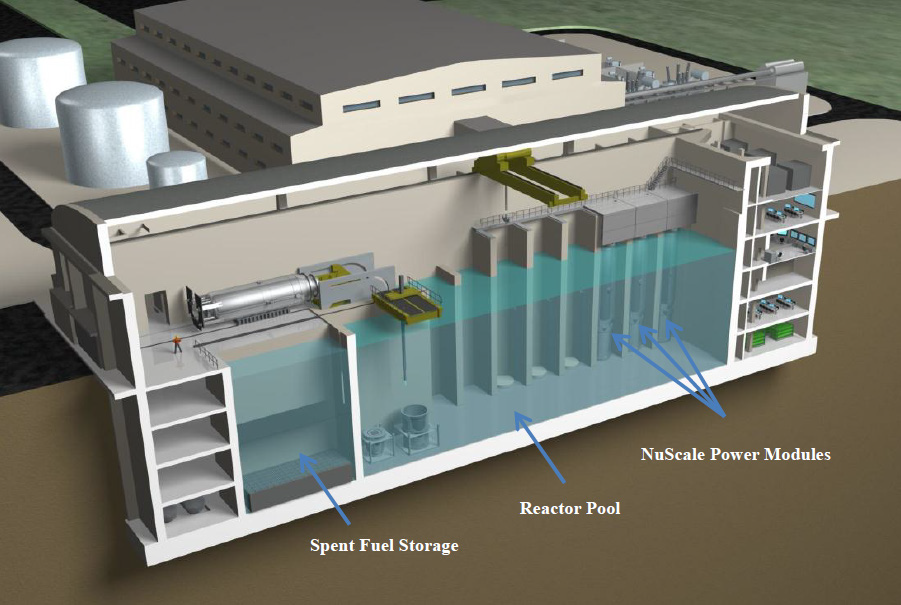 NuScale Power Modules
Reactor Pool
Spent Fuel Storage